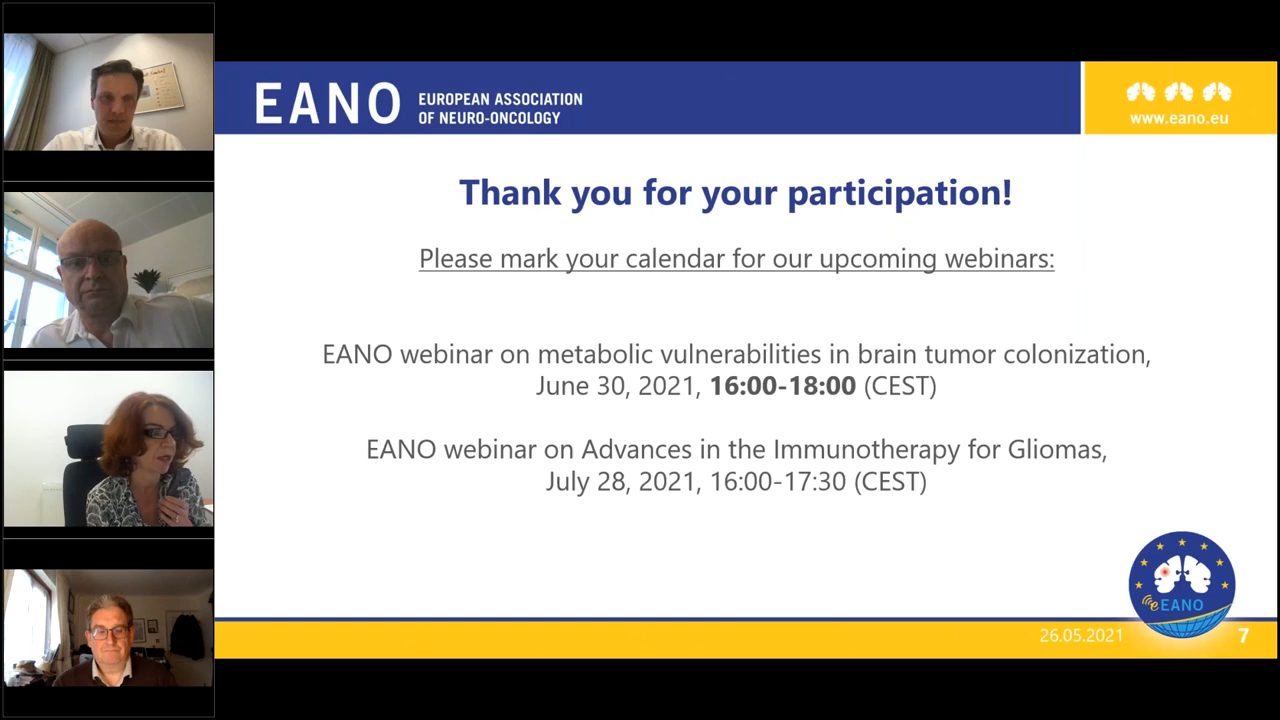 EANO
EUROPEAN ASSOCIATION
OF NEURO-ONCOLOGY
www.eano.eu
Thank you for your participation!
Please mark your calendar for our upcoming webinars:
EANO webinar on metabolic vulnerabilities in brain tumor colonization,
June 30, 2021, 16:00-18:00 (CEST)
EANO webinar on Advances in the Immunotherapy for Gliomas,
July 28, 2021, 16:00-17:30 (CEST)
eEANO
26.05.2021
7